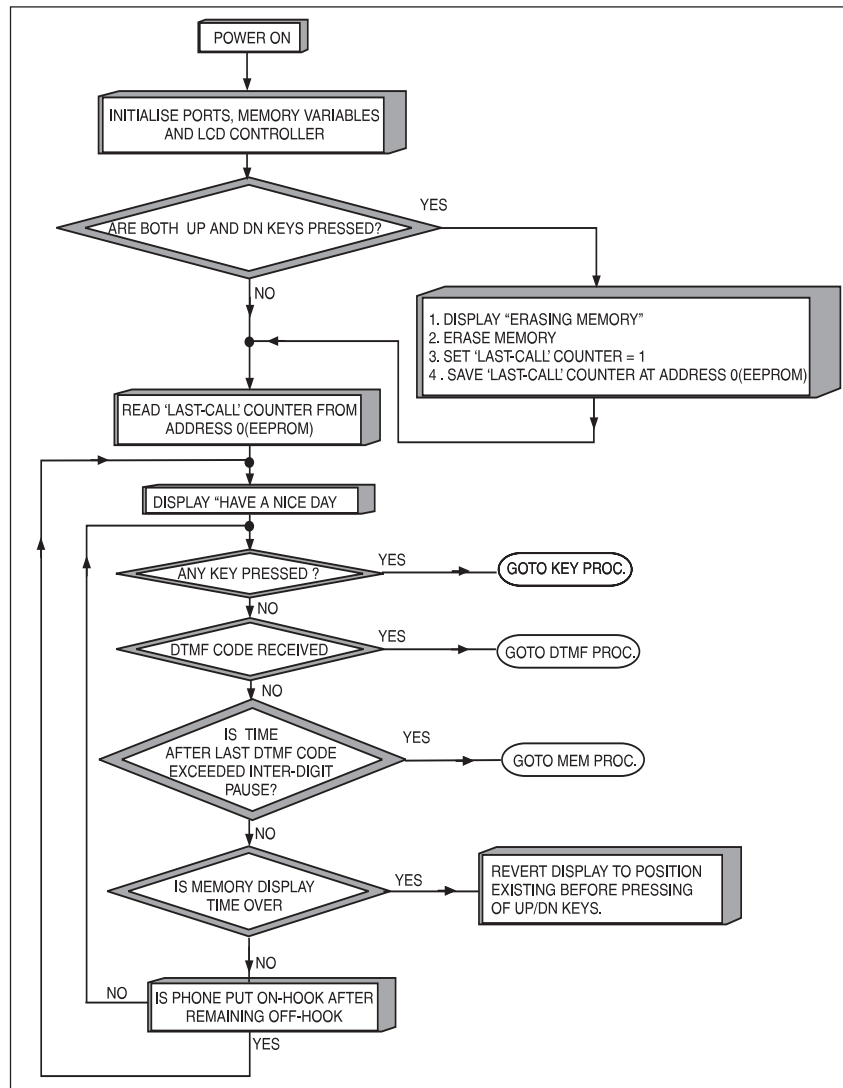 POWER ON
INITIALISE PORTS, MEMORY VARIABLES
AND LCD CONTROLLER
ARE BOTH UP AND DN KEYS PRESSED?
YES
NO
1. DISPLAY “ERASING MEMORY”
2. ERASE MEMORY
3. SET ‘LAST-CALL’ COUNTER = 1
4 . SAVE ‘LAST-CALL’ COUNTER AT ADDRESS 0(EEPROM)
READ ‘LAST-CALL’ COUNTER FROM
ADDRESS 0(EEPROM)
DISPLAY “HAVE A NICE DAY
ANY KEY PRESSED ?
YES
GOTO KEY PROC.
NO
DTMF CODE RECEIVED
YES
GOTO DTMF PROC.
NO
IS TIME
AFTER LAST DTMF CODE
EXCEEDED INTER-DIGIT
PAUSE?
YES
GOTO MEM PROC.
NO
IS MEMORY DISPLAY
TIME OVER
YES
REVERT DISPLAY TO POSITION
EXISTING BEFORE PRESSING
OF UP/DN KEYS.
NO
NO
IS PHONE PUT ON-HOOK AFTER
REMAINING OFF-HOOK
YES